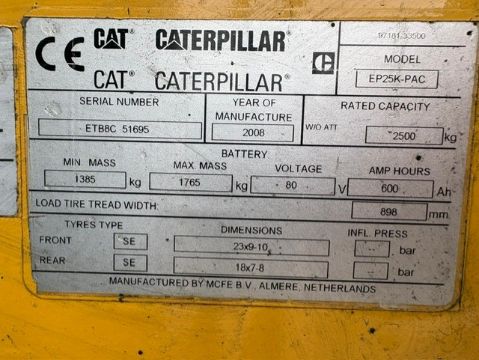 CE CAT CATERPILLAR® 97161-33500
CAT® CATERPILLAR® MODEL
EP25K-PAC
SERIAL NUMBER YEAR OF MANUFACTURE RATED CAPACITY
ETB8C 51695 2008 W/O ATT 2500 kg
BATTERY
MIN. MASS MAX. MASS VOLTAGE AMP HOURS
1385 kg 1765 kg 80 V 600 Ah
LOAD TIRE TREAD WIDTH: 898 mm
TYRES TYPE DIMENSIONS INFL. PRESS
FRONT SE 23x9-10 bar
REAR SE 18x7-8 bar
MANUFACTURED BY MCFE B.V., ALMERE, NETHERLANDS